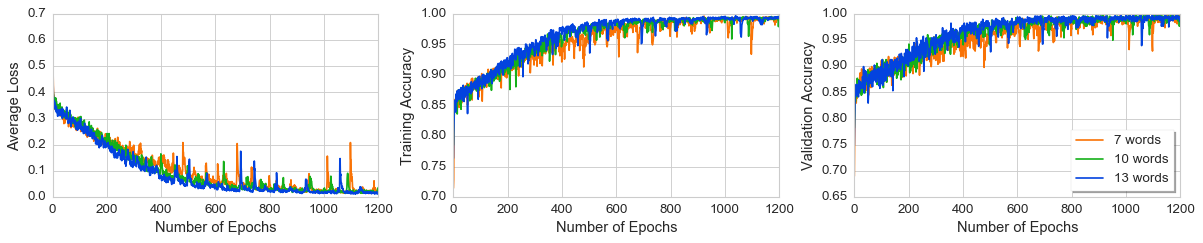 Average Loss
0.7
0.6
0.5
0.4
0.3
0.2
0.1
0.0
0 200 400 600 800 1000 1200
Number of Epochs
Training Accuracy
1.00
0.95
0.90
0.85
0.80
0.75
0.70
0 200 400 600 800 1000 1200
Number of Epochs
Validation Accuracy
1.00
0.95
0.90
0.85
0.80
0.75
0.70
0.65
0 200 400 600 800 1000 1200
Number of Epochs
7 words
10 words
13 words